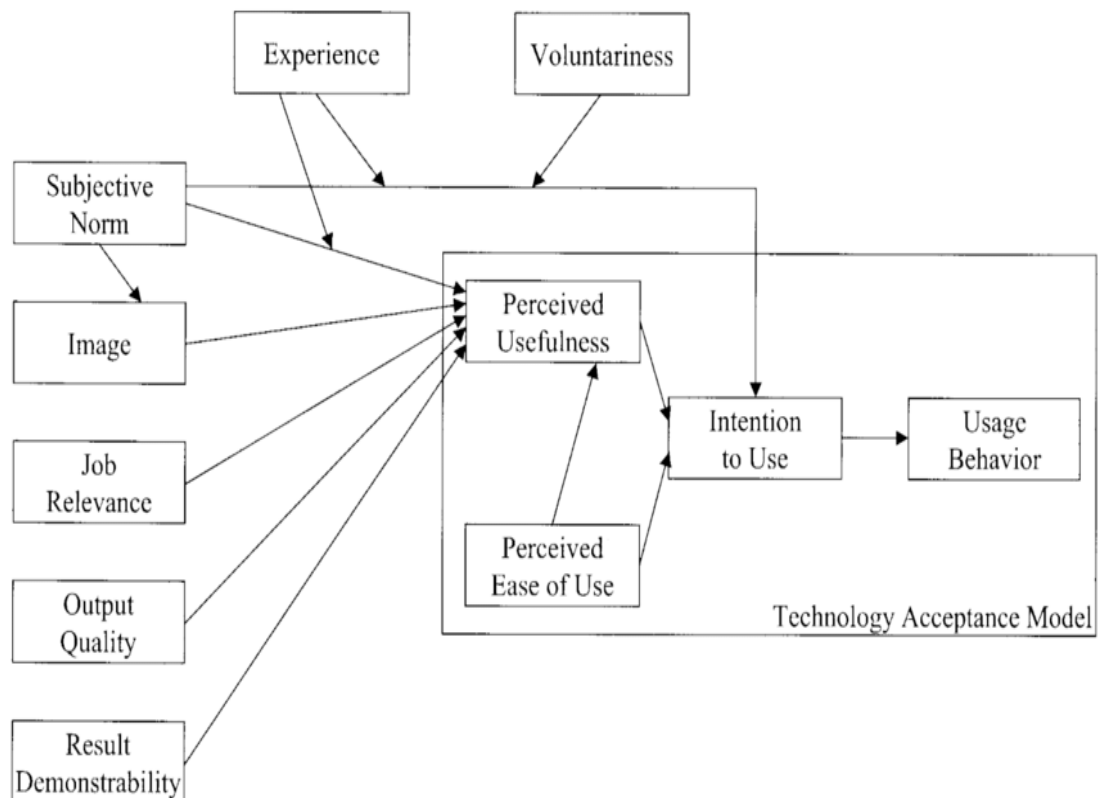 Experience
Voluntariness
Subjective
Norm
Image
Job
Relevance
Output
Quality
Result
Demonstrability
Perceived
Usefulness
Perceived
Ease of Use
Intention
to Use
Usage
Behavior
Technology Acceptance Model